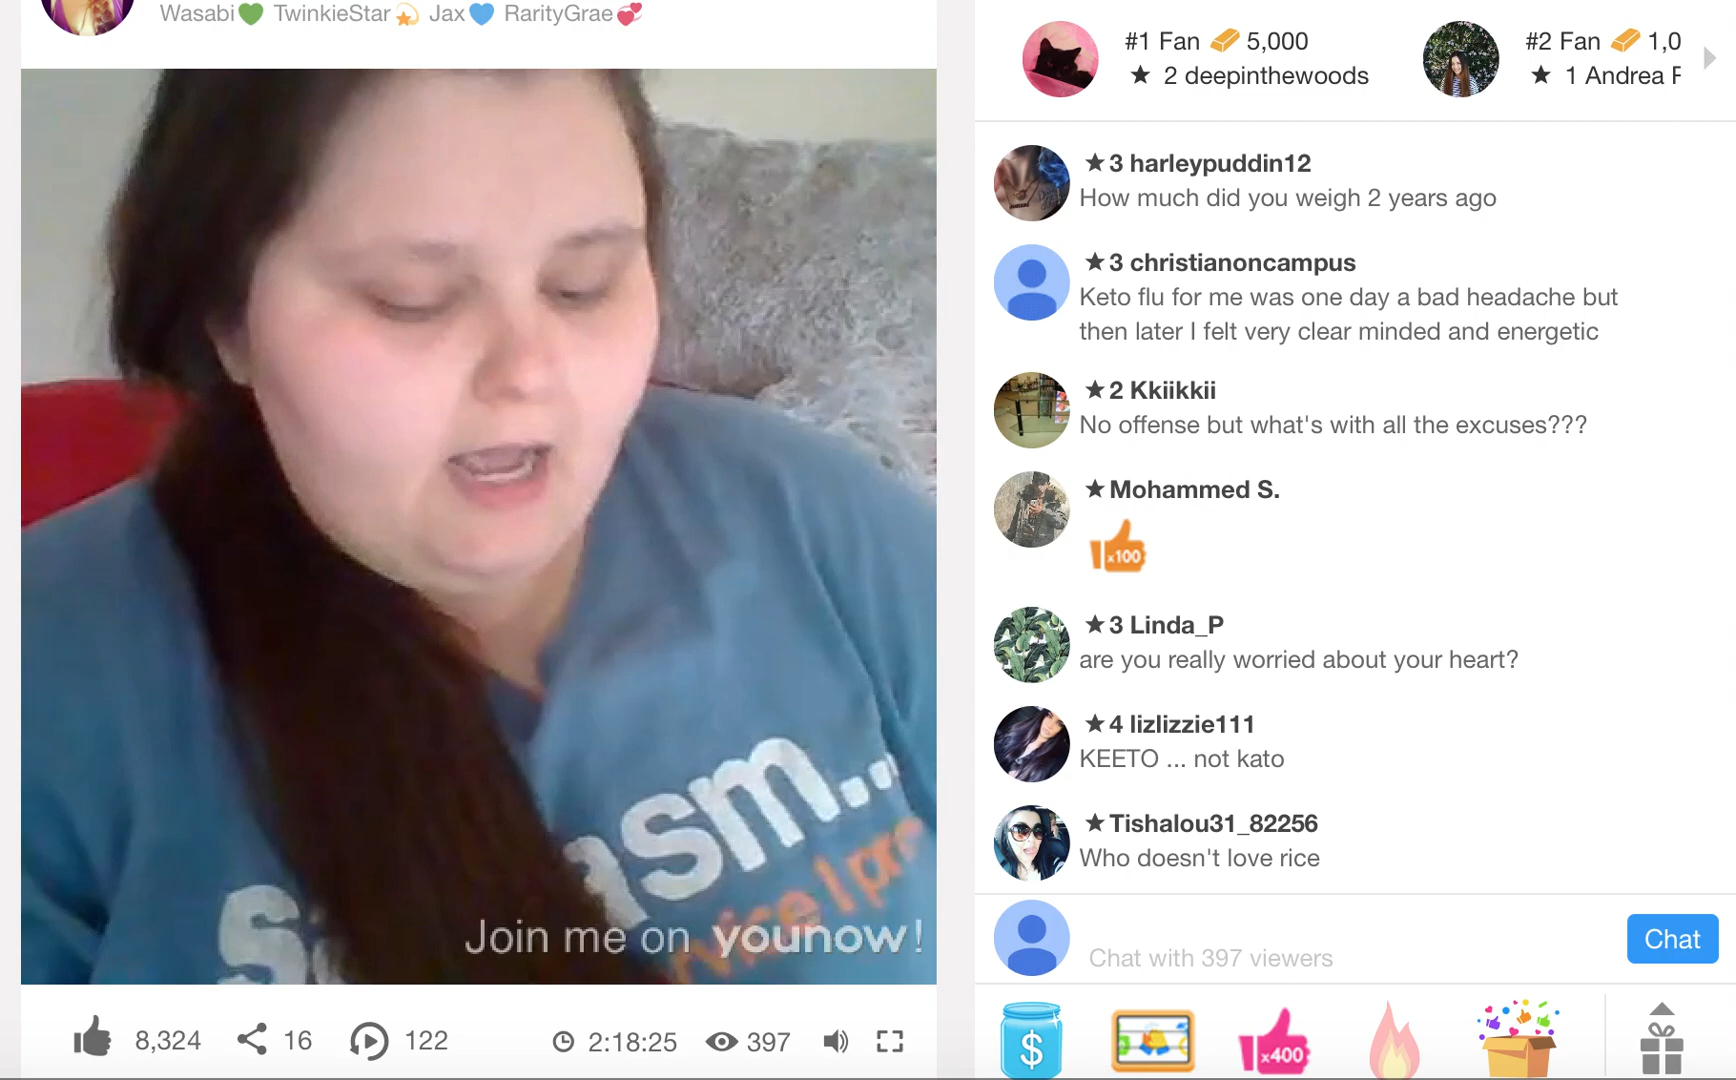 Wasabi💚 TwinkieStar💫 Jax💙 RarityGrae💞
#1 Fan 5,000
★ 2 deepinthewoods
#2 Fan 1,0
★ 1 Andrea F
★ 3 harleypuddin12
How much did you weigh 2 years ago
★ 3 christianoncampus
Keto flu for me was one day a bad headache but
then later I felt very clear minded and energetic
★ 2 Kkiikkii
No offense but what's with all the excuses???
★ Mohammed S.
x100
★ 3 Linda_P
are you really worried about your heart?
★ 4 lizlizzie111
KEETO ... not kato
★ Tishalou31_82256
Who doesn't love rice
Chat with 397 viewers
Chat
asm...
Join me on younow!
8,324 16 122 2:18:25 397
$ x400